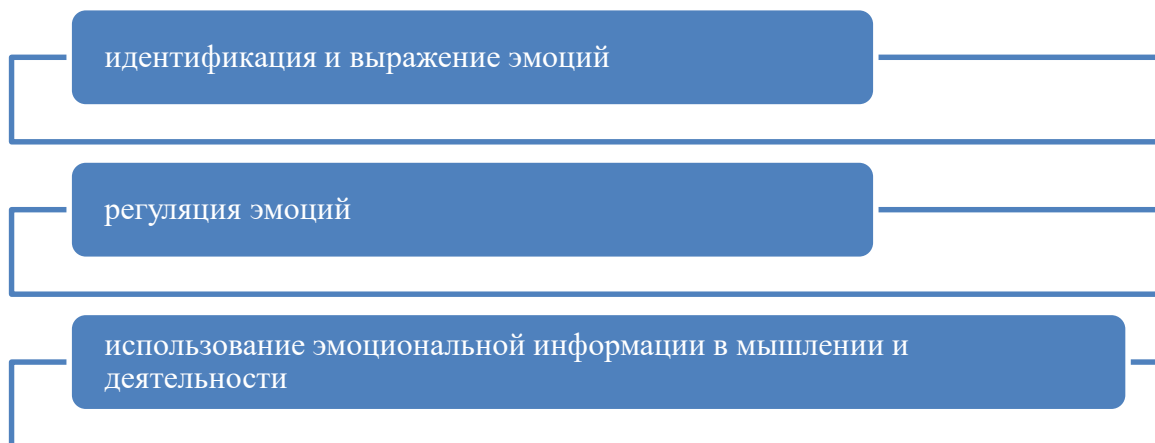 идентификация и выражение эмоций
регуляция эмоций
использование эмоциональной информации в мышлении и
деятельности